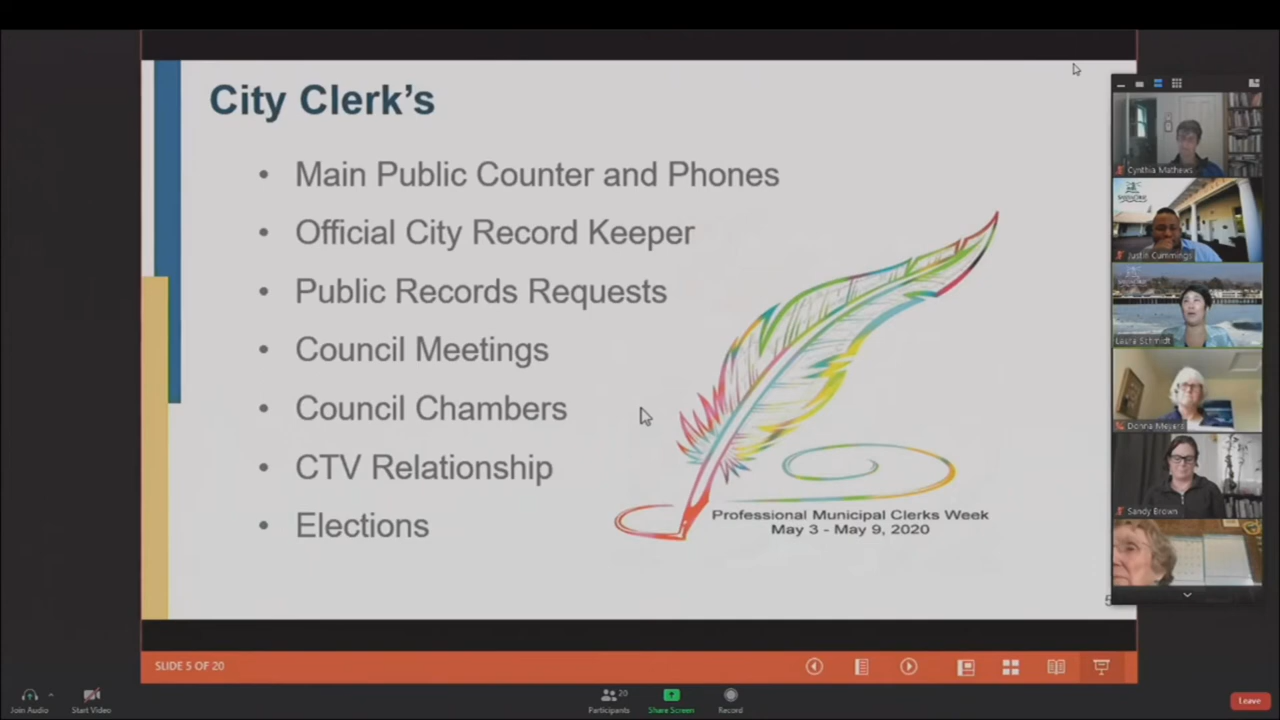 City Clerk's
• Main Public Counter and Phones
• Official City Record Keeper
• Public Records Requests
• Council Meetings
• Council Chambers
• CTV Relationship
• Elections
Professional Municipal Clerks Week
May 3 - May 9, 2020
Cynthia Mathews
Justin Cummings
Laura Schmidt
Donna Meyers
Sandy Brown
SLIDE 5 OF 20
Join Audio
Start Video
20
Participants
Share Screen
Record
Leave